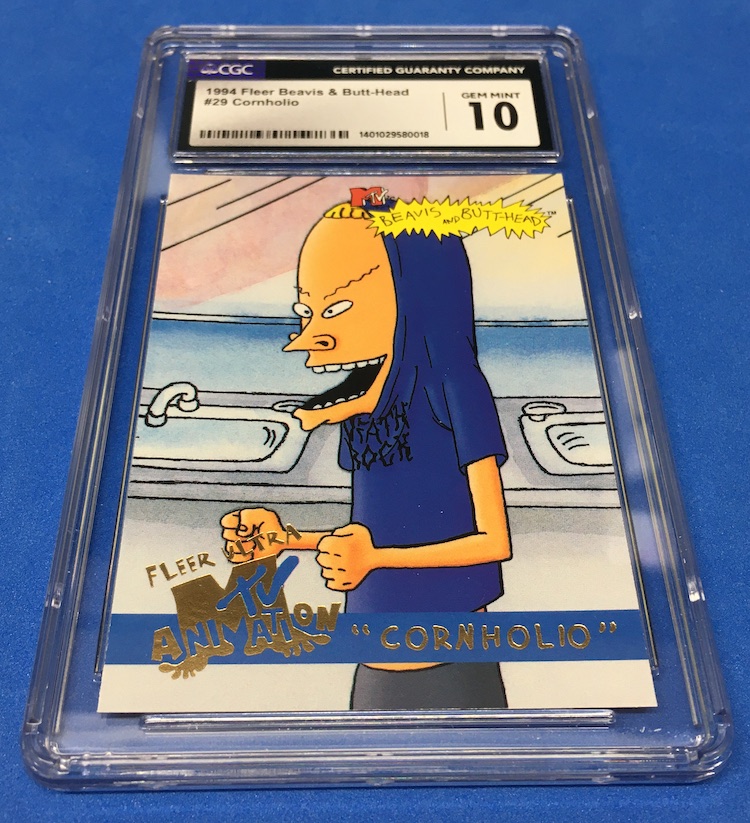 CGC
CERTIFIED GUARANTY COMPANY
1994 Fleer Beavis & Butt-Head
#29 Cornholio
GEM MINT
10
1401029580018
MTV
BEAVIS AND BUTT-HEAD™
DEATH
ROCK
FLEER ULTRA
MTV
ANIMATION
"CORNHOLIO"